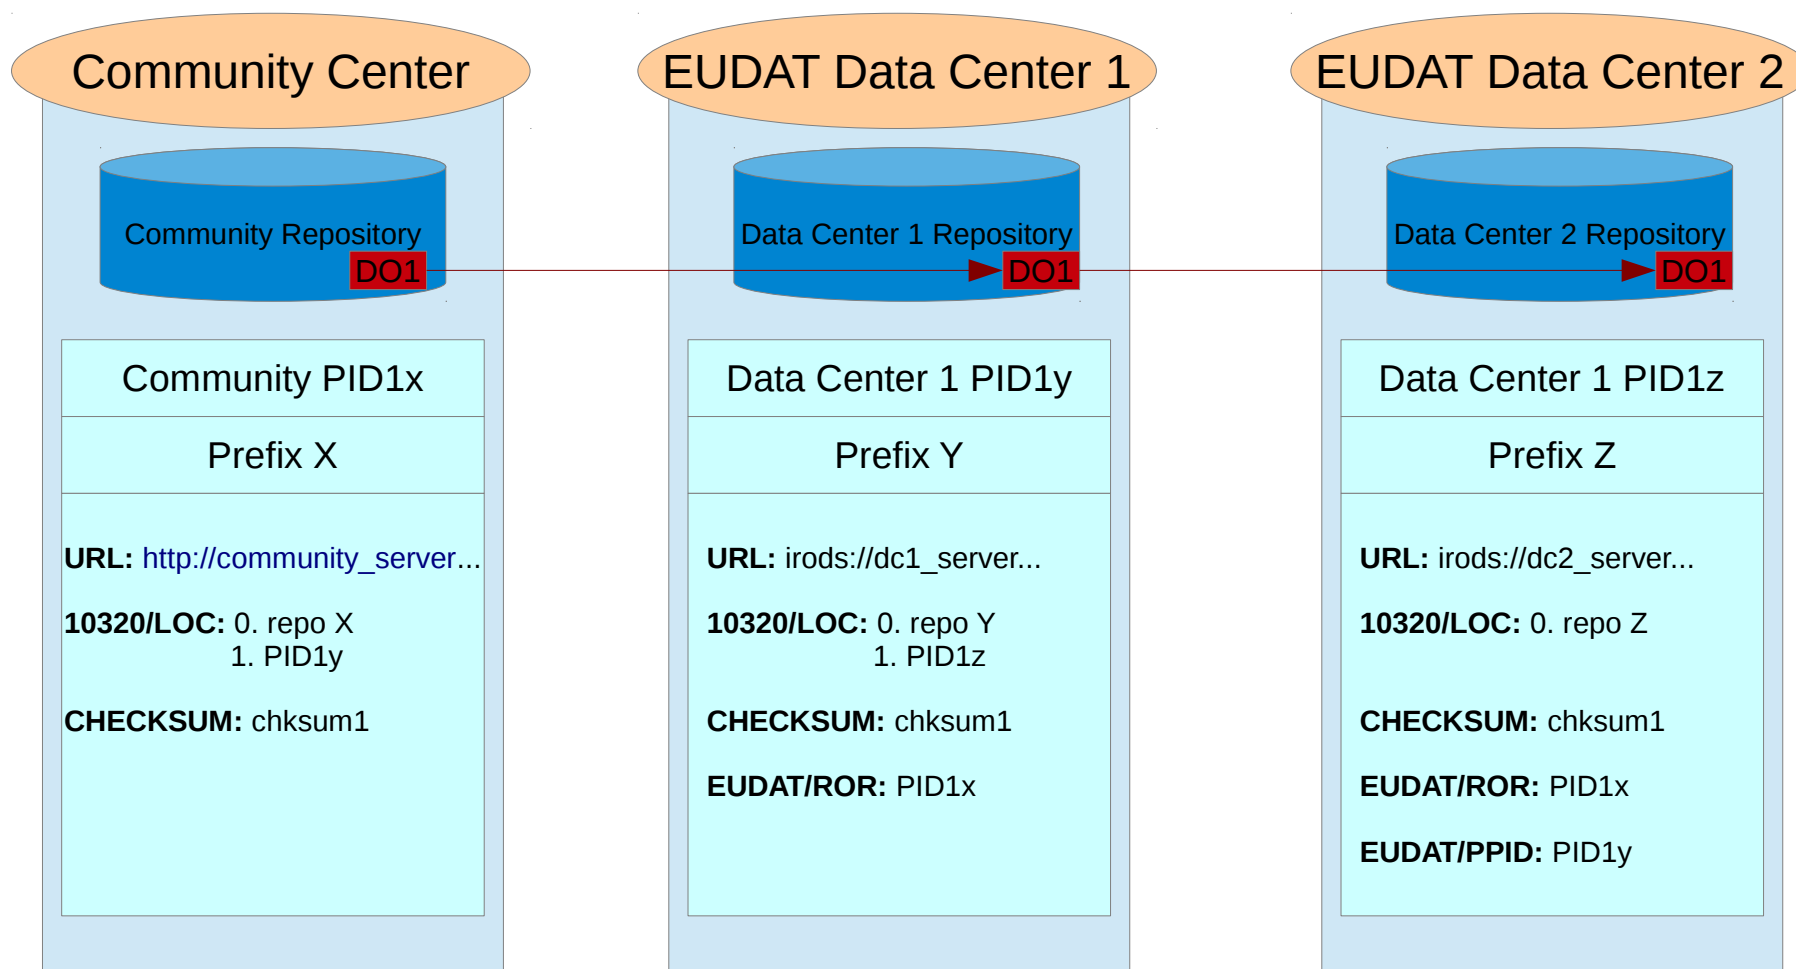 Community Center
Community Repository
DO1
Community PID1x
Prefix X
URL: http://community_server...
10320/LOC: 0. repo X
1. PID1y
CHECKSUM: chksum1
EUDAT Data Center 1
Data Center 1 Repository
DO1
Data Center 1 PID1y
Prefix Y
URL: irods://dc1_server...
10320/LOC: 0. repo Y
1. PID1z
CHECKSUM: chksum1
EUDAT/ROR: PID1x
EUDAT Data Center 2
Data Center 2 Repository
DO1
Data Center 1 PID1z
Prefix Z
URL: irods://dc2_server...
10320/LOC: 0. repo Z
CHECKSUM: chksum1
EUDAT/ROR: PID1x
EUDAT/PPID: PID1y